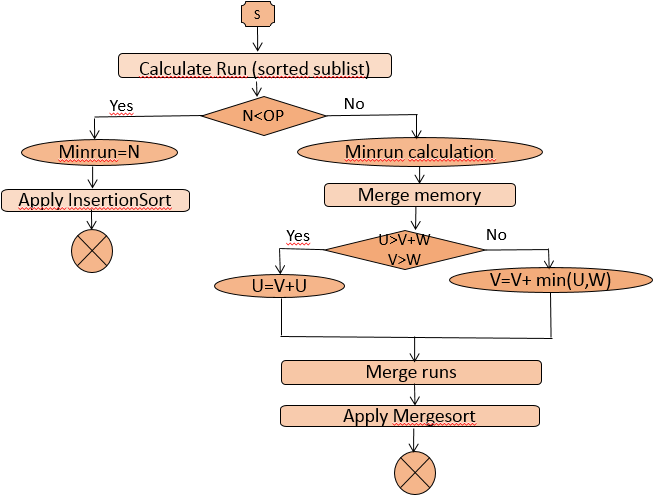 S
Calculate Run (sorted sublist)
N<OP
Yes
No
Minrun=N
Minrun calculation
Apply InsertionSort
Merge memory
U>V+W
V>W
Yes
No
U=V+U
V=V+ min(U,W)
Merge runs
Apply Mergesort